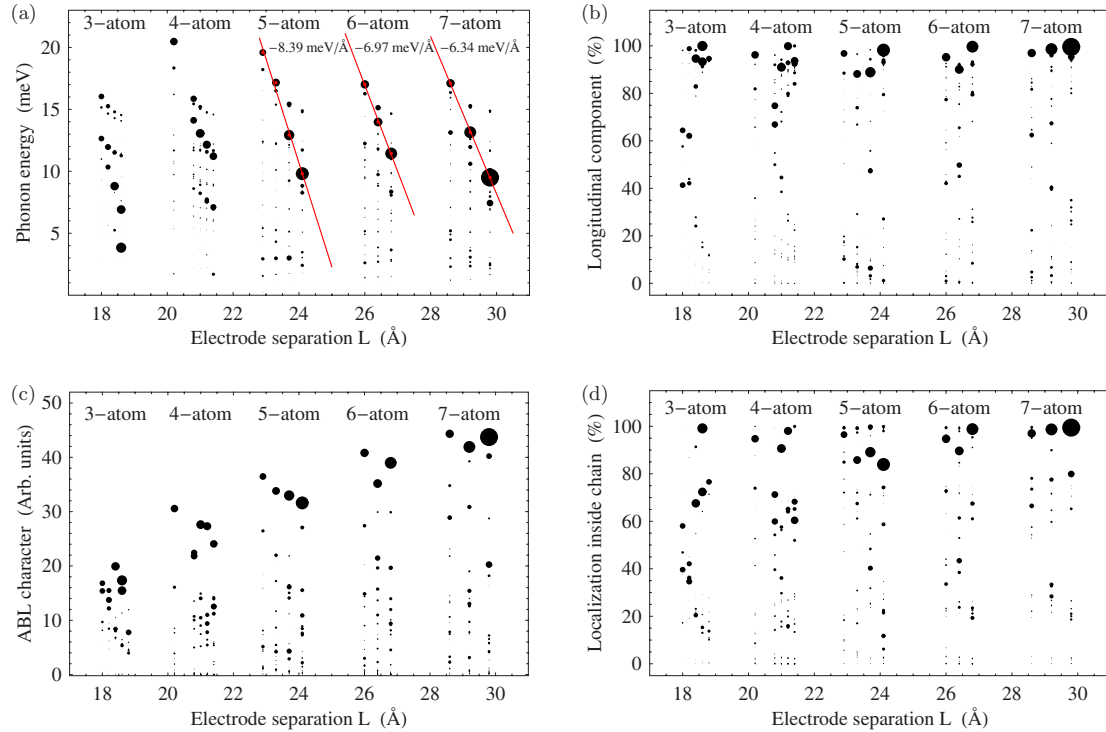 (a)
3−atom 4−atom 5−atom 6−atom 7−atom
−8.39 meV/Å −6.97 meV/Å −6.34 meV/Å
20
15
10
5
Phonon energy (meV)
18 20 22 24 26 28 30
Electrode separation L (Å)
(b)
3−atom 4−atom 5−atom 6−atom 7−atom
100
80
60
40
20
0
Longitudinal component (%)
18 20 22 24 26 28 30
Electrode separation L (Å)
(c)
3−atom 4−atom 5−atom 6−atom 7−atom
50
40
30
20
10
0
ABL character (Arb. units)
18 20 22 24 26 28 30
Electrode separation L (Å)
(d)
3−atom 4−atom 5−atom 6−atom 7−atom
100
80
60
40
20
0
Localization inside chain (%)
18 20 22 24 26 28 30
Electrode separation L (Å)